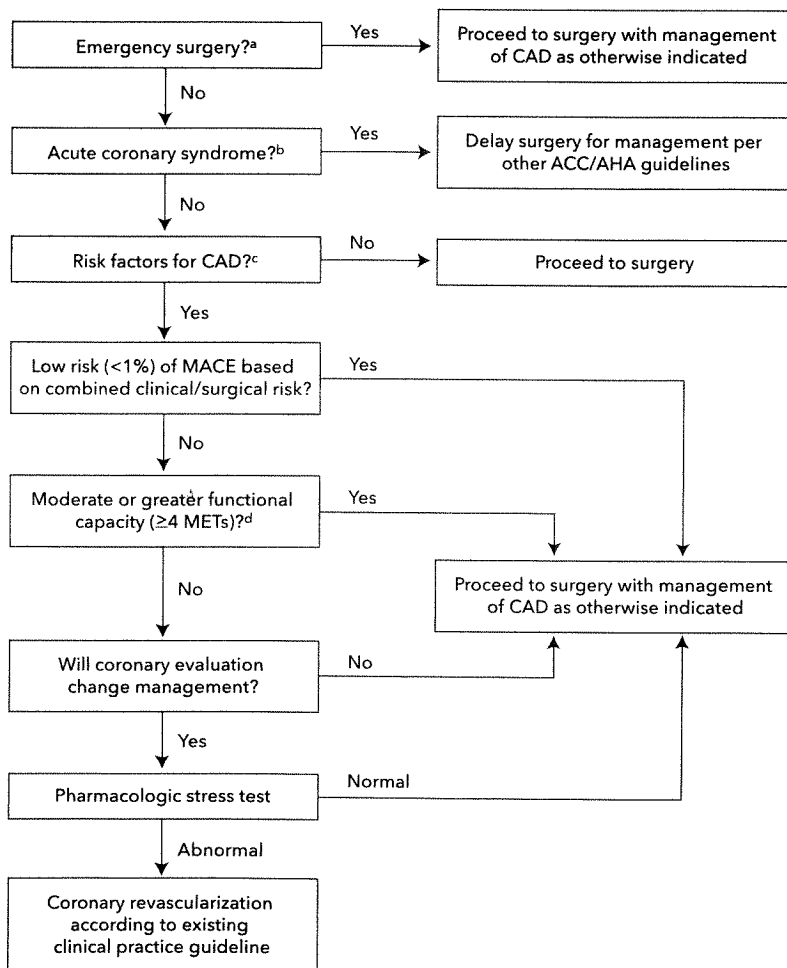 Emergency surgery?ᵃ
Yes
Proceed to surgery with management
of CAD as otherwise indicated
No
Acute coronary syndrome?ᵇ
Yes
Delay surgery for management per
other ACC/AHA guidelines
No
Risk factors for CAD?ᶜ
No
Proceed to surgery
Yes
Low risk (<1%) of MACE based
on combined clinical/surgical risk?
Yes
No
Moderate or greater functional
capacity (≥4 METs)?ᵈ
Yes
No
Proceed to surgery with management
of CAD as otherwise indicated
Will coronary evaluation
change management?
No
Yes
Pharmacologic stress test
Normal
Abnormal
Coronary revascularization
according to existing
clinical practice guideline